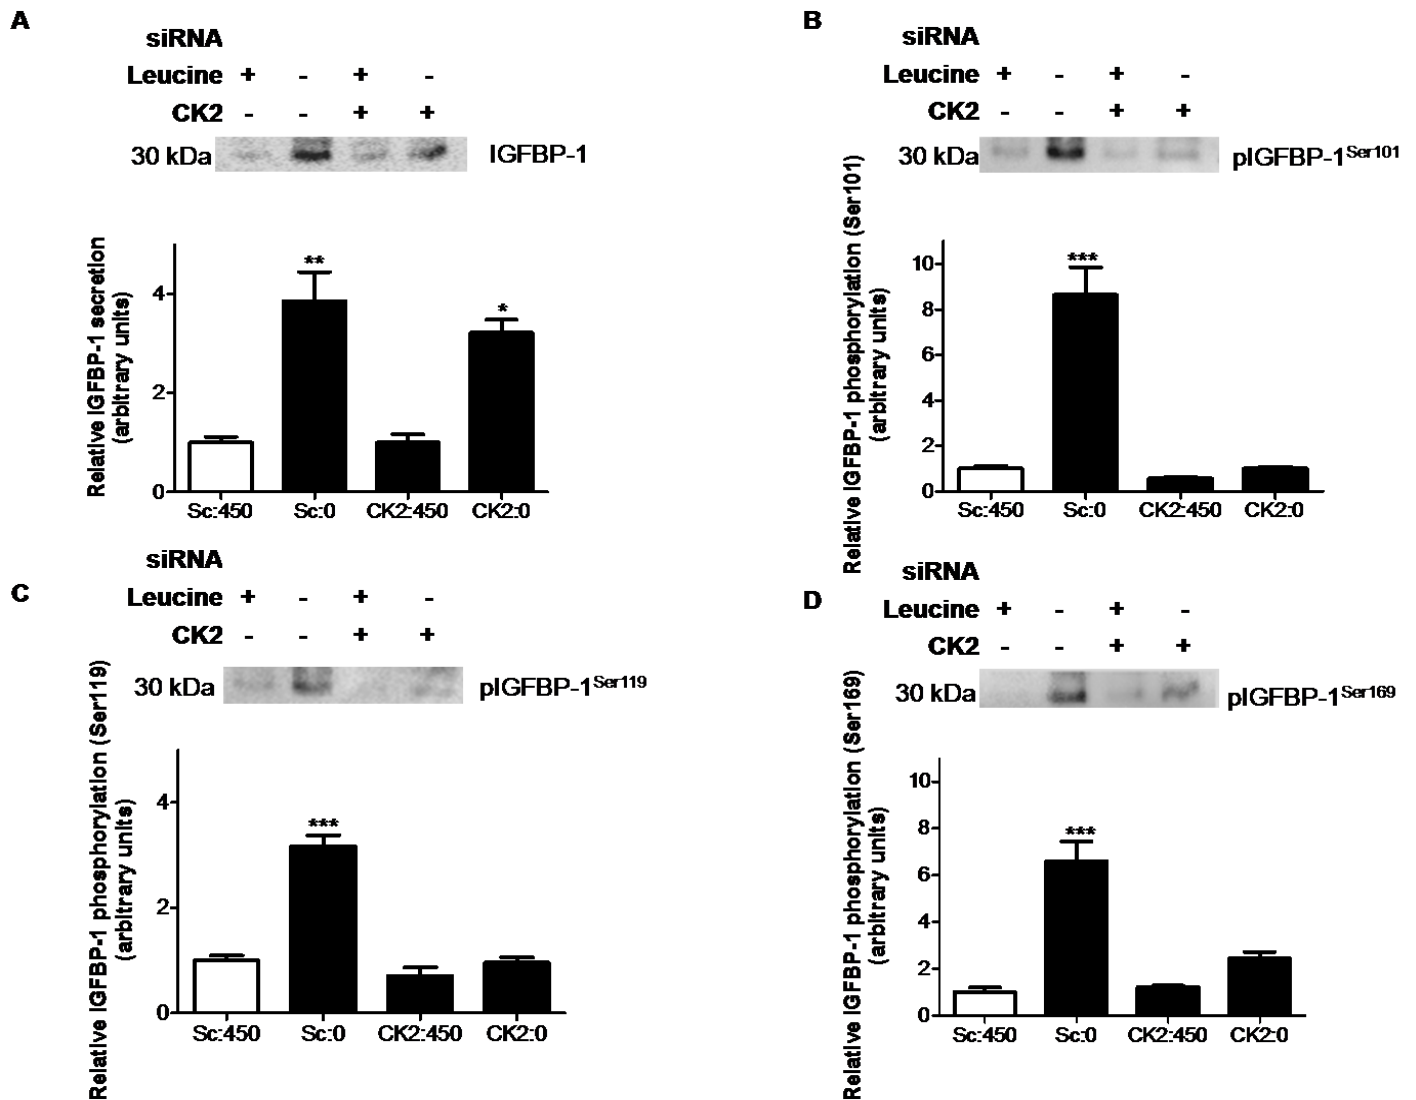 A
siRNA
Leucine + - + -
CK2 - - + +
30 kDa IGFBP-1
Relative IGFBP-1 secretion
(arbitrary units)
4
2
0
**
*
Sc:450 Sc:0 CK2:450 CK2:0
B
siRNA
Leucine + - + -
CK2 - - + +
30 kDa pIGFBP-1Ser101
Relative IGFBP-1 phosphorylation (Ser101)
(arbitrary units)
10
8
6
4
2
0
***
Sc:450 Sc:0 CK2:450 CK2:0
C
siRNA
Leucine + - + -
CK2 - - + +
30 kDa pIGFBP-1Ser119
Relative IGFBP-1 phosphorylation (Ser119)
(arbitrary units)
4
2
0
***
Sc:450 Sc:0 CK2:450 CK2:0
D
siRNA
Leucine + - + -
CK2 - - + +
30 kDa pIGFBP-1Ser169
Relative IGFBP-1 phosphorylation (Ser169)
(arbitrary units)
10
8
6
4
2
0
***
Sc:450 Sc:0 CK2:450 CK2:0